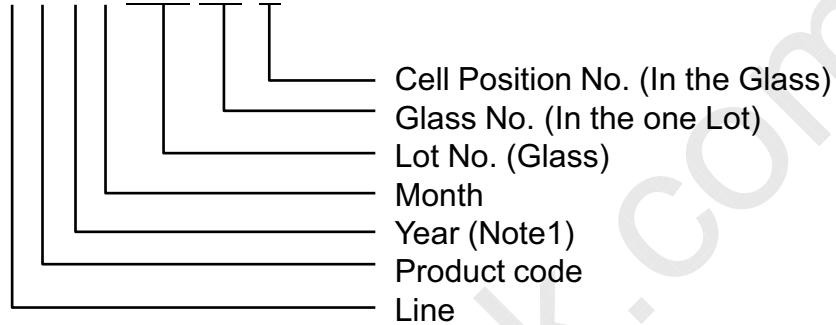 Cell Position No. (In the Glass)
Glass No. (In the one Lot)
Lot No. (Glass)
Month
Year (Note1)
Product code
Line